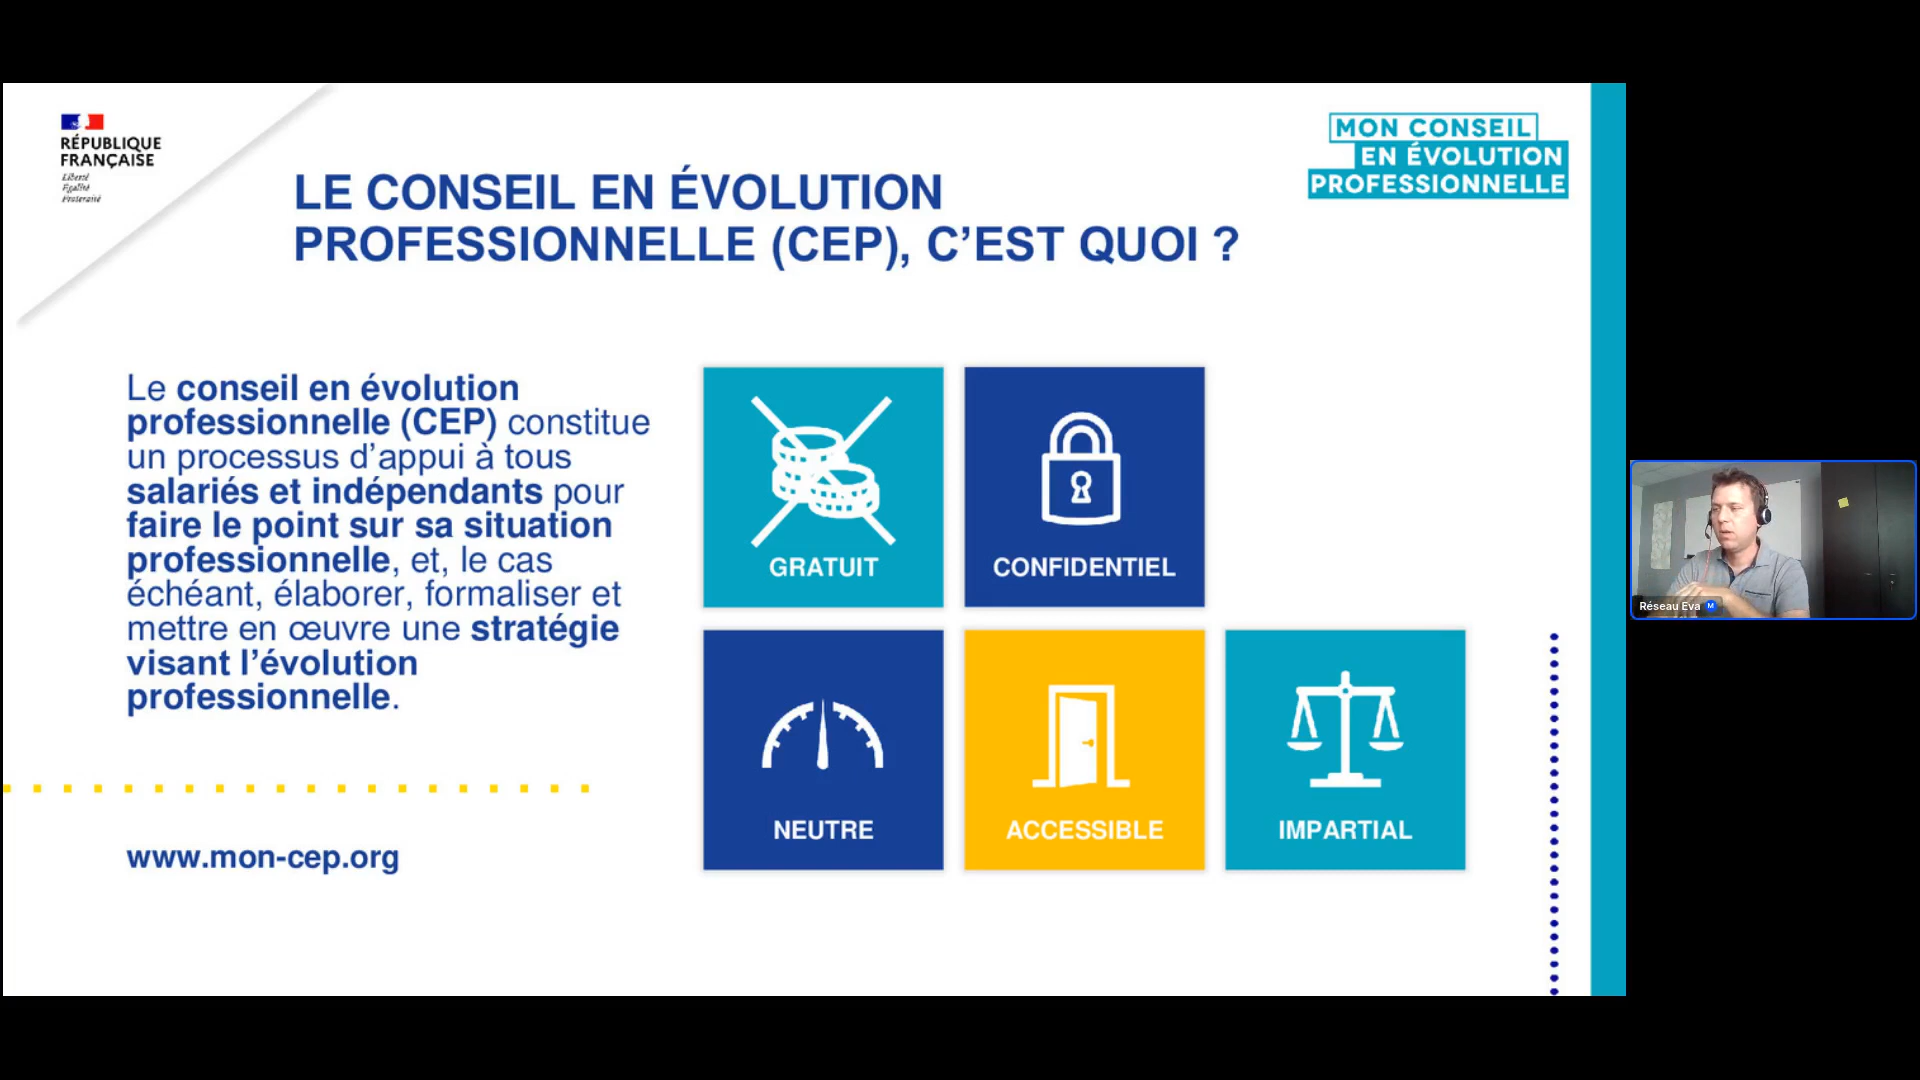 RÉPUBLIQUE
FRANÇAISE
Liberté
Égalité
Fraternité
MON CONSEIL
EN ÉVOLUTION
PROFESSIONNELLE
LE CONSEIL EN ÉVOLUTION
PROFESSIONNELLE (CEP), C’EST QUOI ?
Le conseil en évolution
professionnelle (CEP) constitue
un processus d’appui à tous
salariés et indépendants pour
faire le point sur sa situation
professionnelle, et, le cas
échéant, élaborer, formaliser et
mettre en œuvre une stratégie
visant l’évolution
professionnelle.
www.mon-cep.org
GRATUIT
CONFIDENTIEL
NEUTRE
ACCESSIBLE
IMPARTIAL
Réseau Eva M